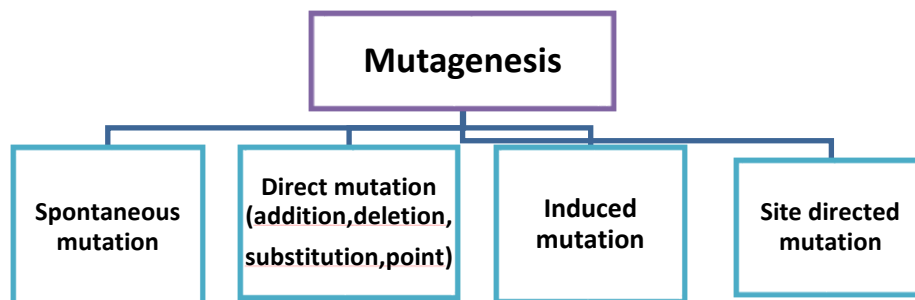 Mutagenesis
Spontaneous
mutation
Direct mutation
(addition,deletion,
substitution,point)
Induced
mutation
Site directed
mutation